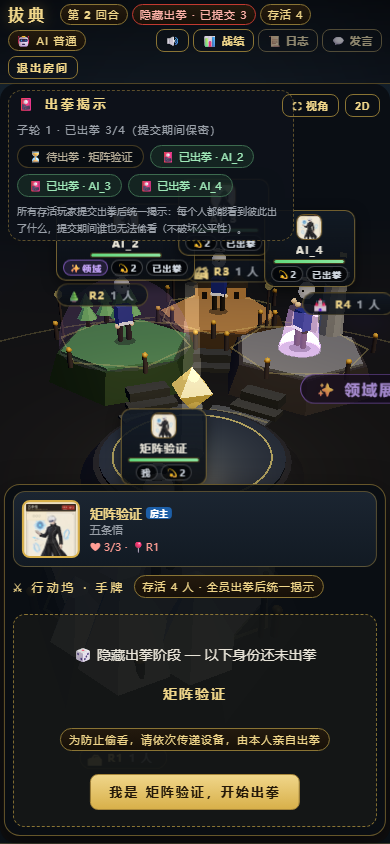 拔典 第 2 回合 隐藏出拳 · 已提交 3 存活 4
AI 普通 战绩 日志 发言
退出房间
出拳揭示 视角 2D
子轮 1 · 已出拳 3/4 (提交期间保密)
待出拳 · 矩阵验证 已出拳 · AI_2
已出拳 · AI_3 已出拳 · AI_4
所有存活玩家提交出拳后统一揭示：每个人都能看到彼此出
了什么，提交期间谁也无法偷看（不破坏公平性）。
AI_2 AI_4
领域 2 已出拳 已出拳 2 已出拳
R2 1 人 R3 1 人 R4 1 人
领域展
矩阵验证
我 2
矩阵验证 房主
五条悟
3/3 · R1
行动坞 · 手牌 存活 4 人 · 全员出拳后统一揭示
隐藏出拳阶段 — 以下身份还未出拳
矩阵验证
为防止偷看，请依次传递设备，由本人亲自出拳
R1 1 人
我是 矩阵验证，开始出拳